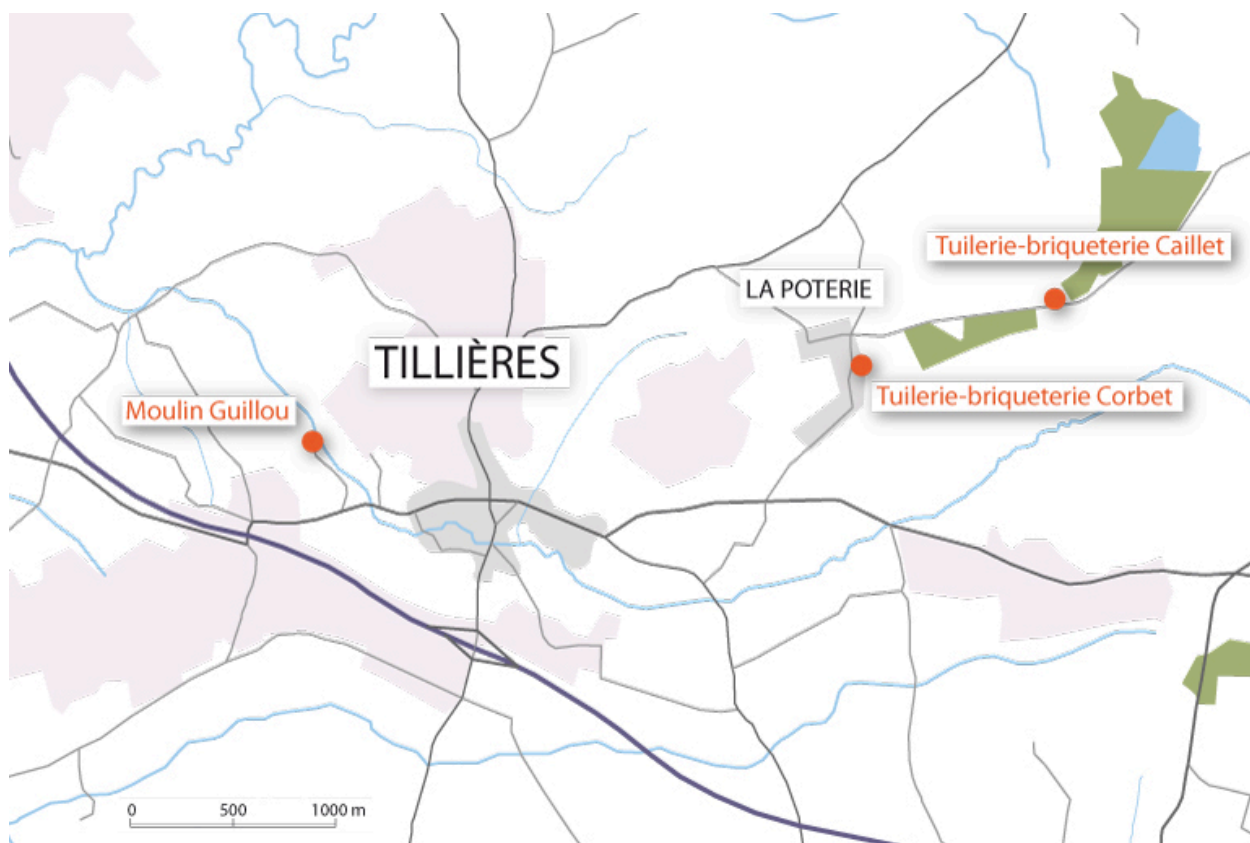 Tuilerie-briqueterie Caillet
LA POTERIE
TILLIÈRES
Tuilerie-briqueterie Corbet
Moulin Guillou
0 500 1000 m